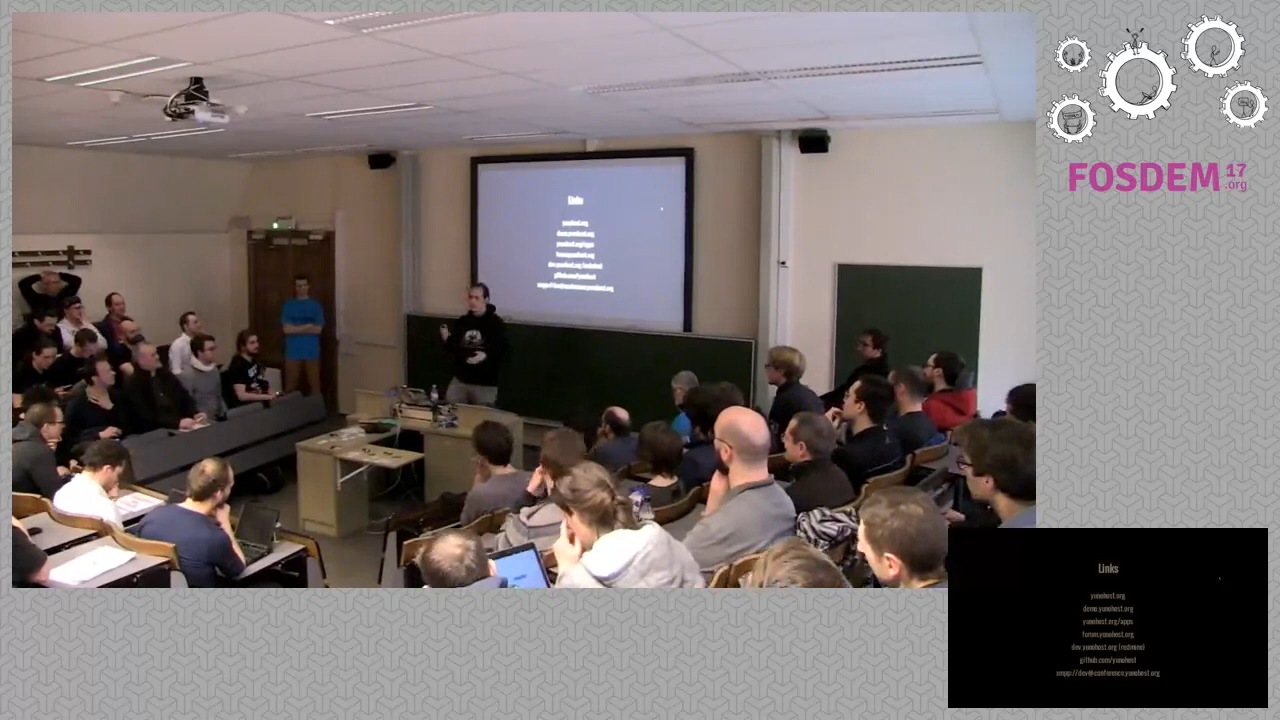 FOSDEM 17
.org
Links
yunohost.org
demo.yunohost.org
yunohost.org/apps
forum.yunohost.org
dev.yunohost.org (redmine)
github.com/yunohost
xmpp://dev@conference.yunohost.org